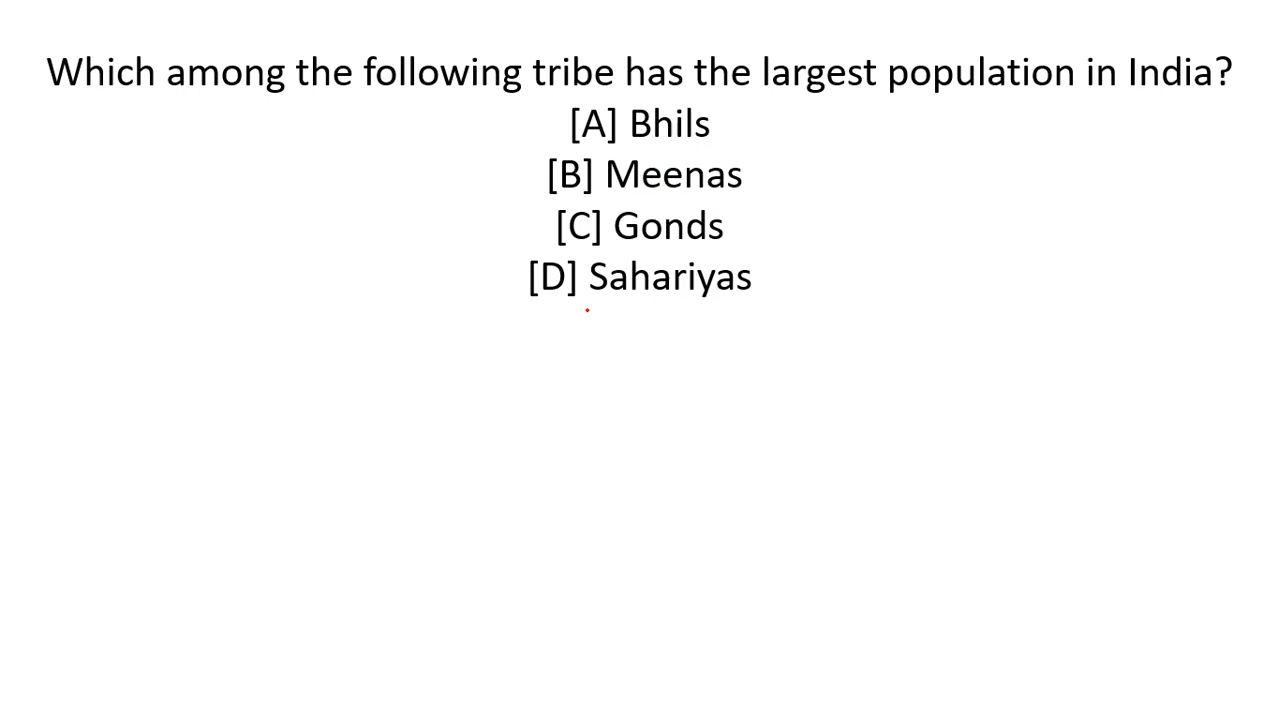 Which among the following tribe has the largest population in India?
[A] Bhils
[B] Meenas
[C] Gonds
[D] Sahariyas